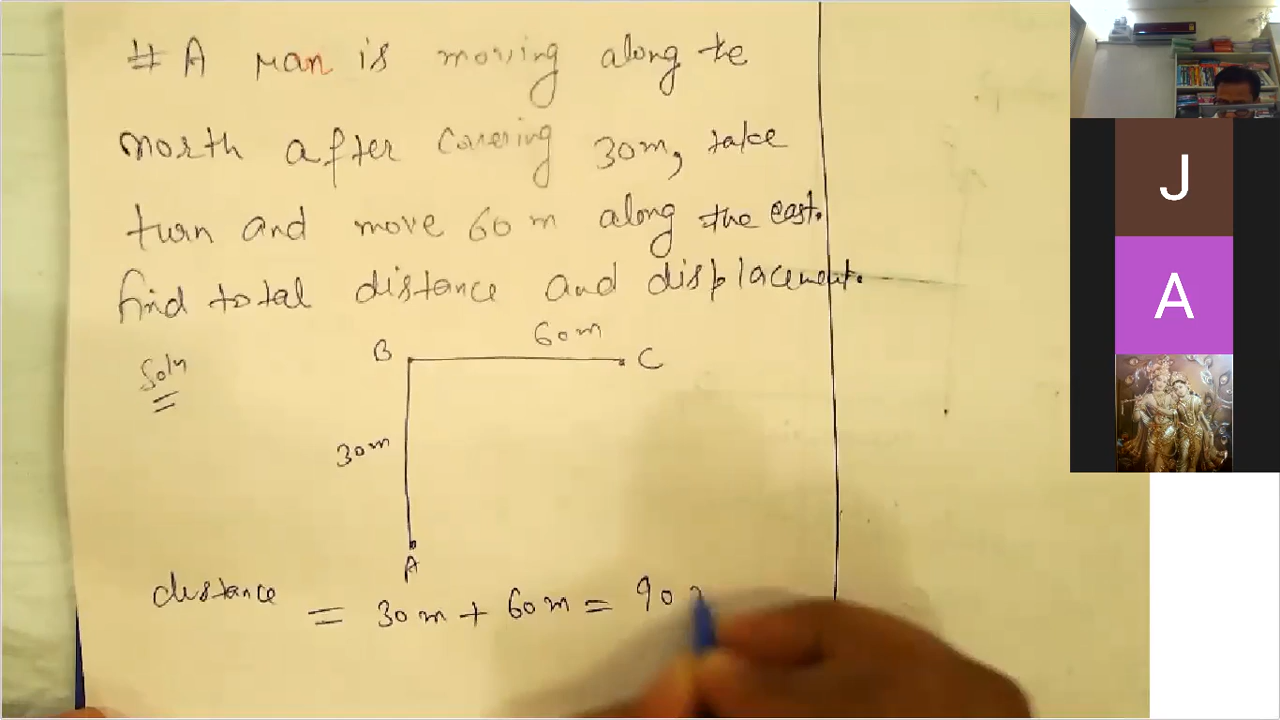 # A man is moving along the
north after covering 30m, take
turn and move 60 m along the east.
find total distance and displacement.
60m
B
C
Soln
30m
A
distance
= 30m + 60m = 90
J
A